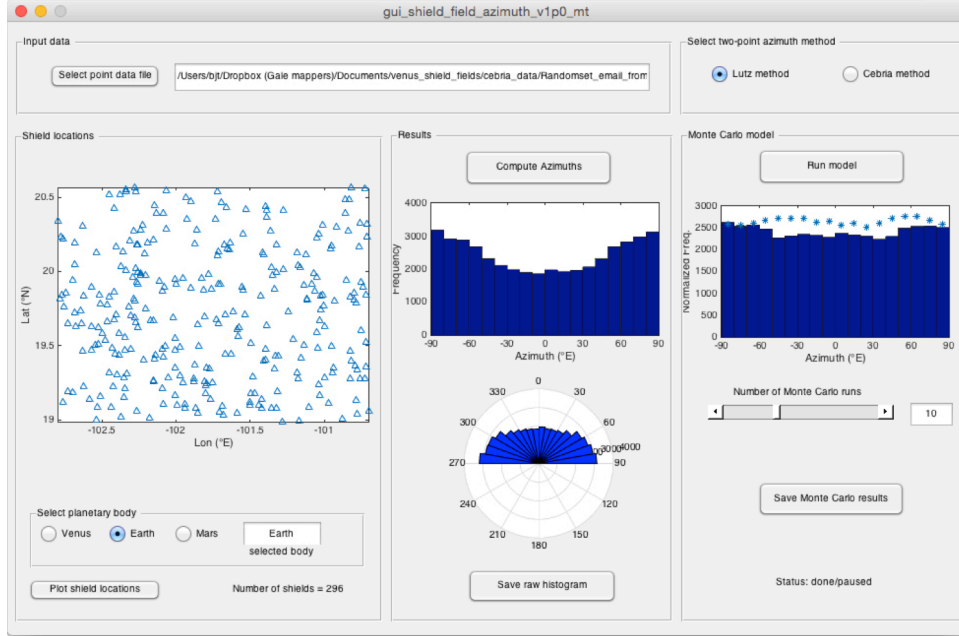 gui_shield_field_azimuth_v1p0_mt
Input data
Select point data file
/Users/bjt/Dropbox (Gaie mappers)/Documents/venus_shield_fields/cebria_data/Randomset_email_from
Select two-point azimuth method
Lutz method
Cebria method
Shield locations
20.5
20
19.5
19
Lat (°N)
-102.5
-102
-101.5
-101
Lon (°E)
Select planetary body
Venus
Earth
Mars
Earth
selected body
Plot shield locations
Number of shields = 296
Results
Compute Azimuths
4000
3000
2000
1000
0
Frequency
-90
-60
-30
0
30
60
90
Azimuth (°E)
0
30
60
90
120
150
180
210
240
270
300
330
4000
Save raw histogram
Monte Carlo model
Run model
3000
2500
2000
1500
1000
500
0
Normalized Freq.
-90
-60
-30
0
30
60
90
Azimuth (°E)
Number of Monte Carlo runs
10
Save Monte Carlo results
Status: done/paused